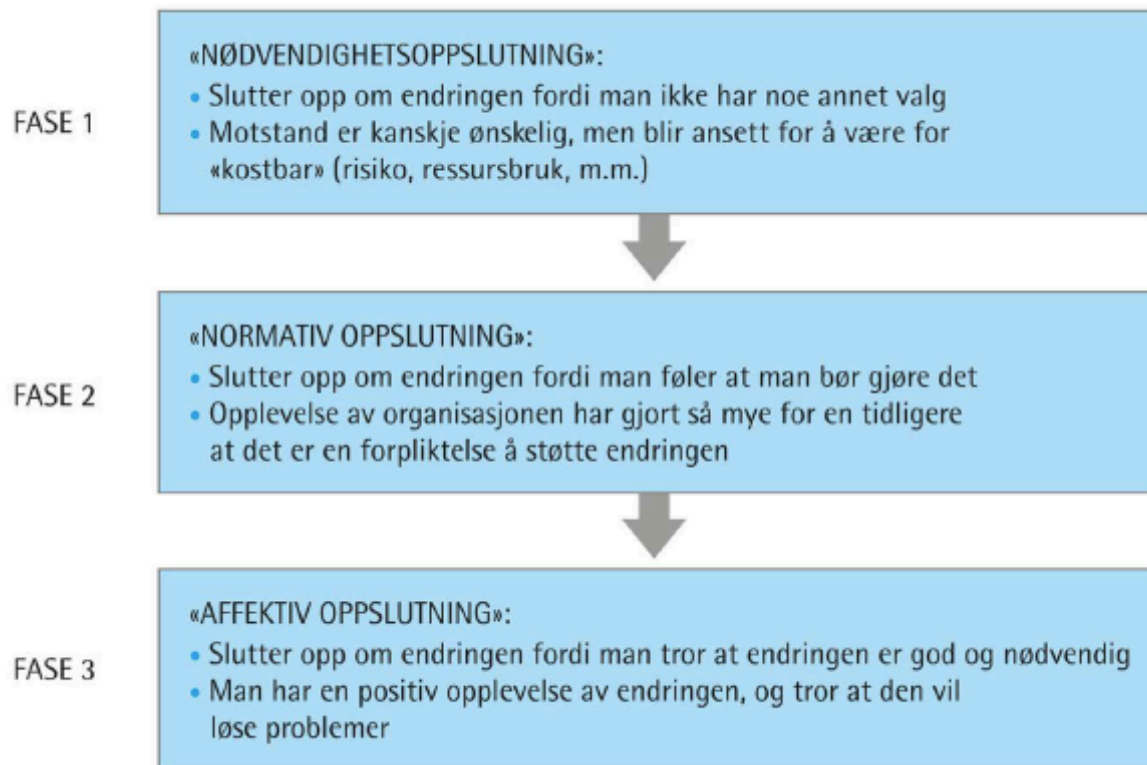 FASE 1
«NØDVENDIGHETSOPPSLUTNING»:
• Slutter opp om endringen fordi man ikke har noe annet valg
• Motstand er kanskje ønskelig, men blir ansett for å være for
«kostbar» (risiko, ressursbruk, m.m.)
FASE 2
«NORMATIV OPPSLUTNING»:
• Slutter opp om endringen fordi man føler at man bør gjøre det
• Opplevelse av organisasjonen har gjort så mye for en tidligere
at det er en forpliktelse å støtte endringen
FASE 3
«AFFEKTIV OPPSLUTNING»:
• Slutter opp om endringen fordi man tror at endringen er god og nødvendig
• Man har en positiv opplevelse av endringen, og tror at den vil
løse problemer